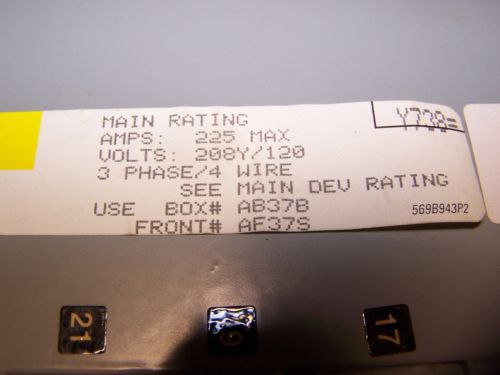 MAIN RATING
AMPS: 225 MAX
VOLTS: 208Y/120
3 PHASE/4 WIRE
SEE MAIN DEV RATING
USE BOX# AB37B
FRONT# AF37S
569B943P2
21
17